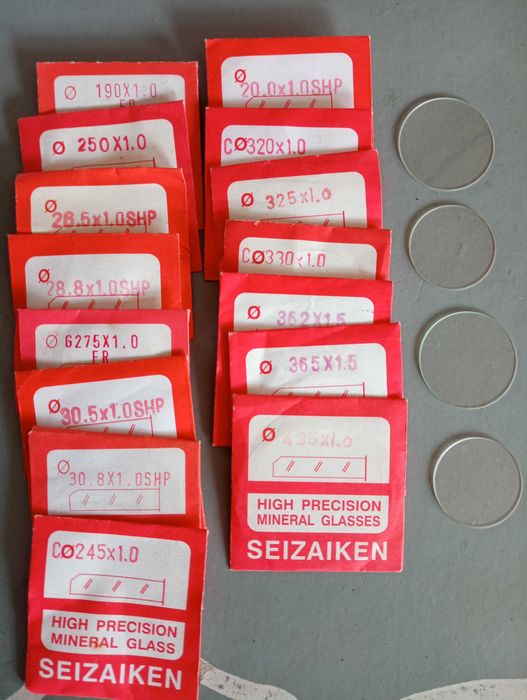 Ø 190X1.0
FR
Ø 250X1.0
Ø
26.5x1.0SHP
Ø
28.8x1.0SHP
Ø G275X1.0
FR
Ø
30.5x1.0SHP
Ø
30.8X1.0SHP
CØ245x1.0
HIGH PRECISION
MINERAL GLASS
SEIZAIKEN
Ø
20.0x1.0SHP
CØ320x1.0
Ø 325x1.0
CØ330x1.0
Ø 362X1.5
Ø 365X1.5
Ø 435x1.0
HIGH PRECISION
MINERAL GLASSES
SEIZAIKEN